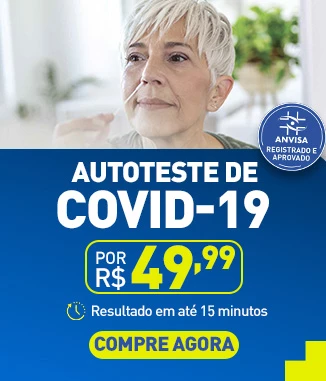 ANVISA
REGISTRADO E
APROVADO
AUTOTESTE DE
COVID-19
POR
R$ 49,99
Resultado em até 15 minutos
COMPRE AGORA